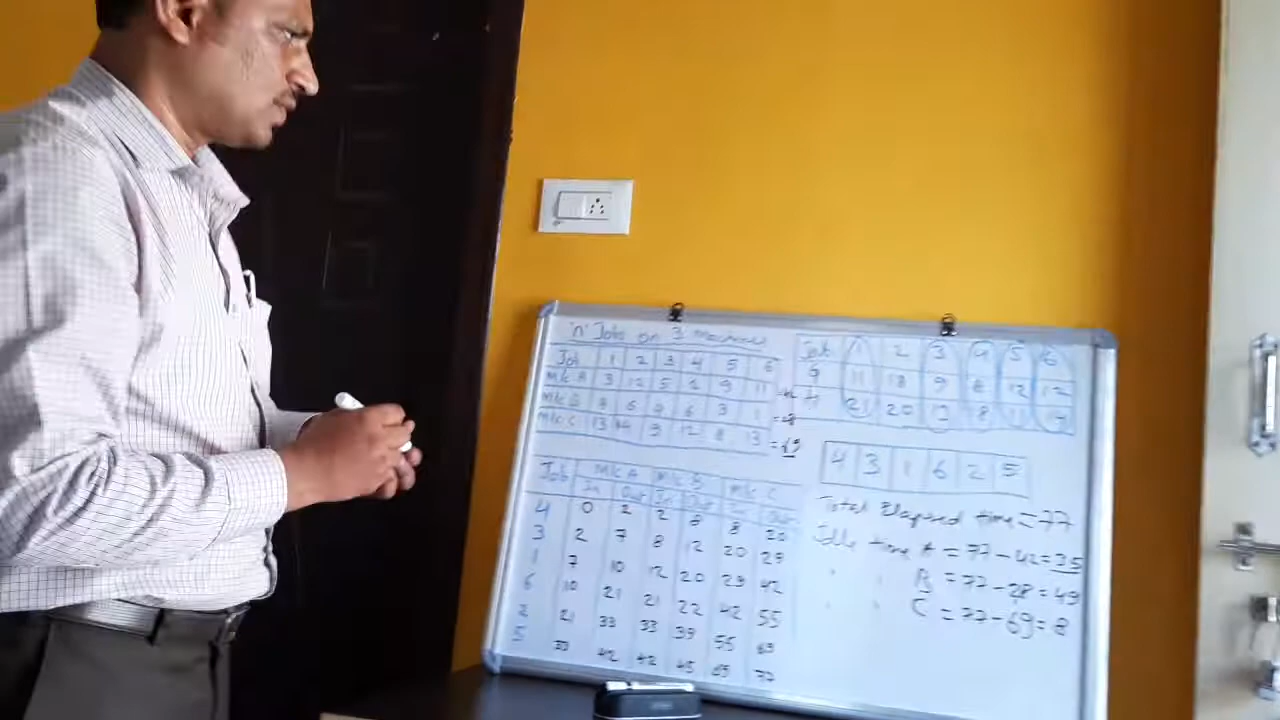 'n' Jobs on 3 machines
Job 1 2 3 4 5 6
M/c A 3 12 5 2 9 11 =42
M/c B 8 6 4 6 3 1 =28
M/c C 13 14 9 12 8 13 =69
Job M/c A M/c B M/c C
In Out In Out In Out
4 0 2 2 8 8 20
3 2 7 8 12 20 29
1 7 10 12 20 29 42
6 10 21 21 22 42 55
2 21 33 33 39 55 69
5 33 42 42 45 69 77
Job 1 2 3 4 5 6
G 11 18 9 8 12 12
H 21 20 13 18 11 14
4 3 1 6 2 5
Total Elapsed time = 77
Idle time A = 77-42=35
B = 77-28=49
C = 77-69=8